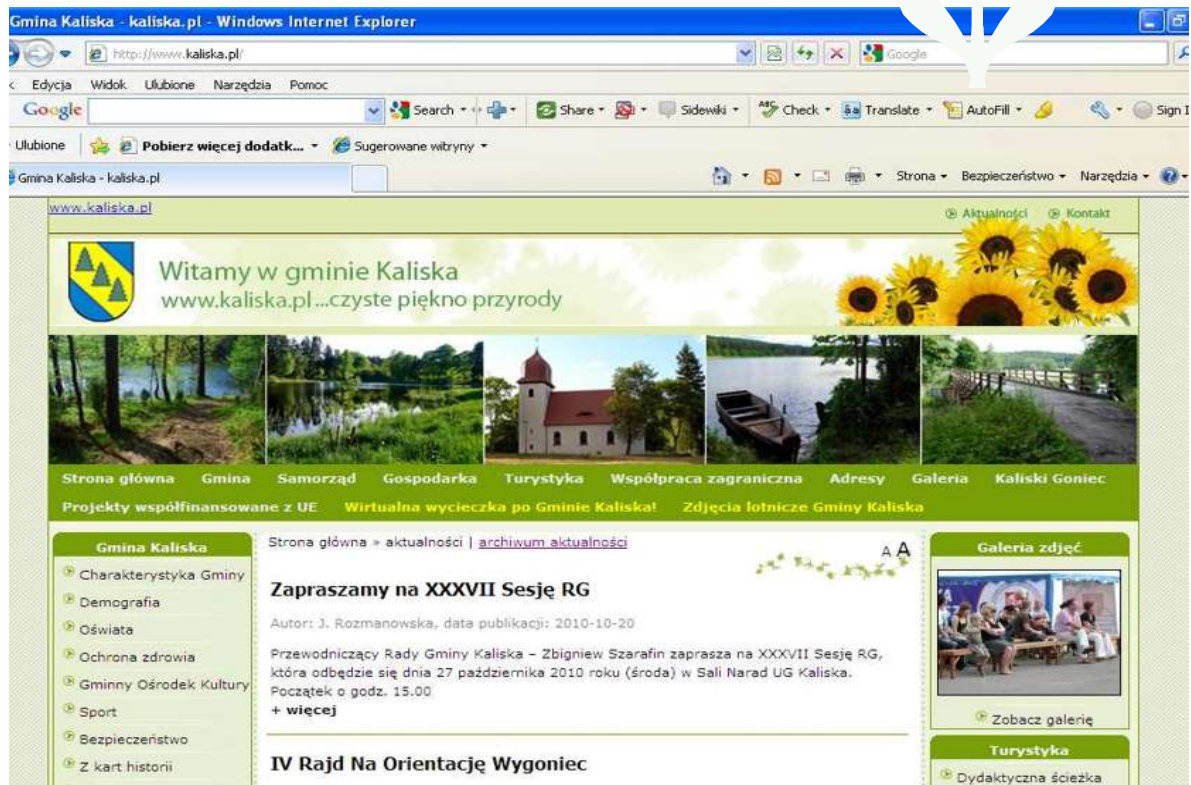 Gmina Kaliska - kaliska.pl - Windows Internet Explorer
http://www.kaliska.pl/
Google
Edycja Widok Ulubione Narzędzia Pomoc
Google Search Share Sidewiki Check Translate AutoFill Sign
Ulubione Pobierz więcej dodatk... Sugerowane witryny
Gmina Kaliska - kaliska.pl
Strona Bezpieczeństwo Narzędzia
www.kaliska.pl
Aktualności Kontakt
Witamy w gminie Kaliska
www.kaliska.pl ...czyste piękno przyrody
Strona główna Gmina Samorząd Gospodarka Turystyka Współpraca zagraniczna Adresy Galeria Kaliski Goniec
Projekty współfinansowane z UE Wirtualna wycieczka po Gminie Kaliska! Zdjęcia lotnicze Gminy Kaliska
Gmina Kaliska
Charakterystyka Gminy
Demografia
Oświata
Ochrona zdrowia
Gminny Ośrodek Kultury
Sport
Bezpieczeństwo
Z kart historii
Strona główna » aktualności | archiwum aktualności
A A
Zapraszamy na XXXVII Sesję RG
Autor: J. Rozmanowska, data publikacji: 2010-10-20
Przewodniczący Rady Gminy Kaliska – Zbigniew Szarafin zaprasza na XXXVII Sesję RG,
która odbędzie się dnia 27 października 2010 roku (środa) w Sali Narad UG Kaliska.
Początek o godz. 15.00
+ więcej
IV Rajd Na Orientację Wygoniec
Galeria zdjęć
Zobacz galerię
Turystyka
Dydaktyczna ścieżka